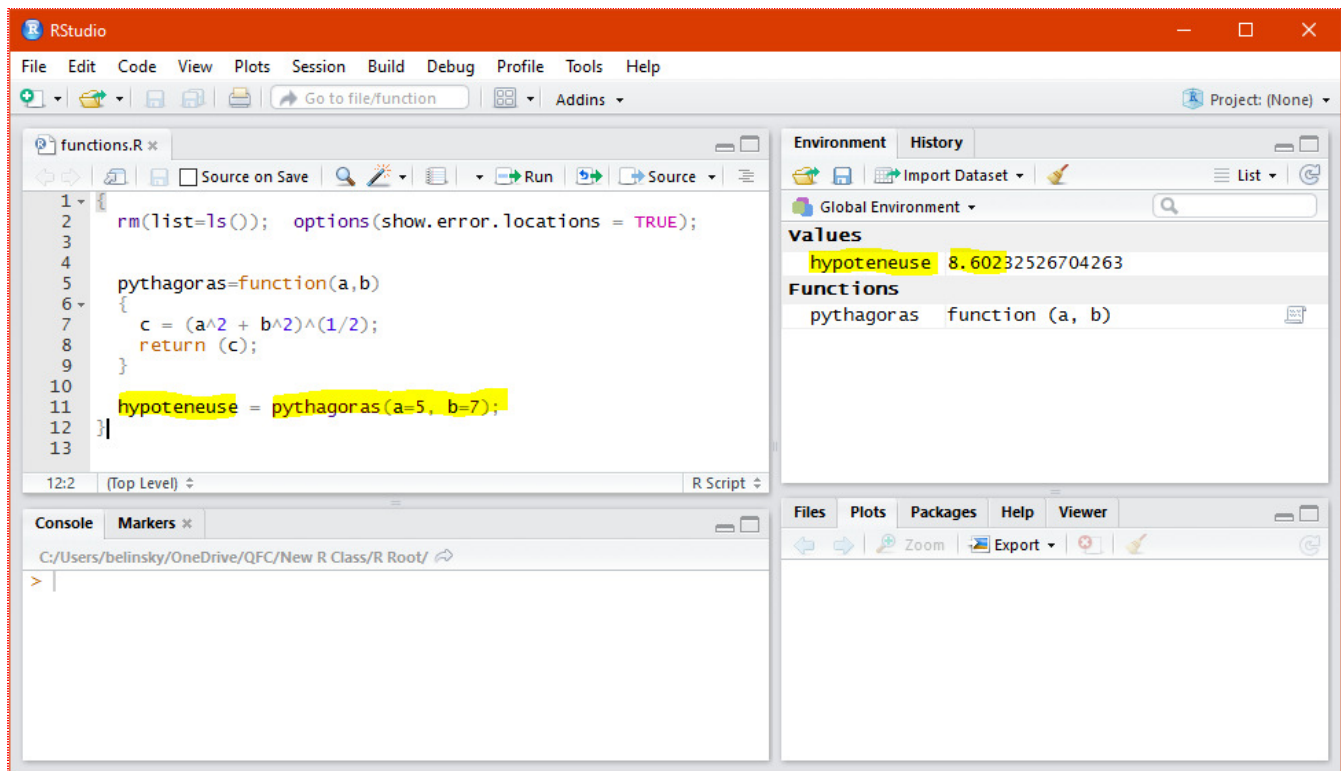 RStudio
File Edit Code View Plots Session Build Debug Profile Tools Help
Go to file/function Addins Project: (None)
functions.R
Source on Save Run Source
1 {
2 rm(list=ls()); options(show.error.locations = TRUE);
3
4
5 pythagoras=function(a,b)
6 {
7 c = (a^2 + b^2)^(1/2);
8 return (c);
9 }
10
11 hypoteneuse = pythagoras(a=5, b=7);
12 }
13
12:2 (Top Level) R Script
Console Markers
C:/Users/belinsky/OneDrive/QFC/New R Class/R Root/
>
Environment History
Import Dataset List
Global Environment
Values
hypoteneuse 8.60232526704263
Functions
pythagoras function (a, b)
Files Plots Packages Help Viewer
Zoom Export